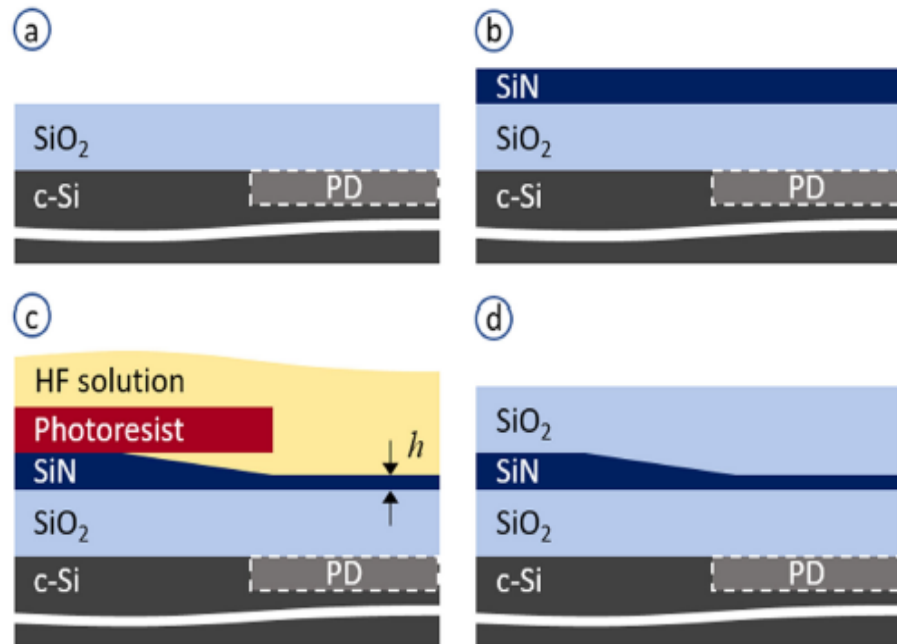 a
SiO₂
c-Si
PD
b
SiN
SiO₂
c-Si
PD
c
HF solution
Photoresist
h
SiN
SiO₂
c-Si
PD
d
SiO₂
SiN
SiO₂
c-Si
PD